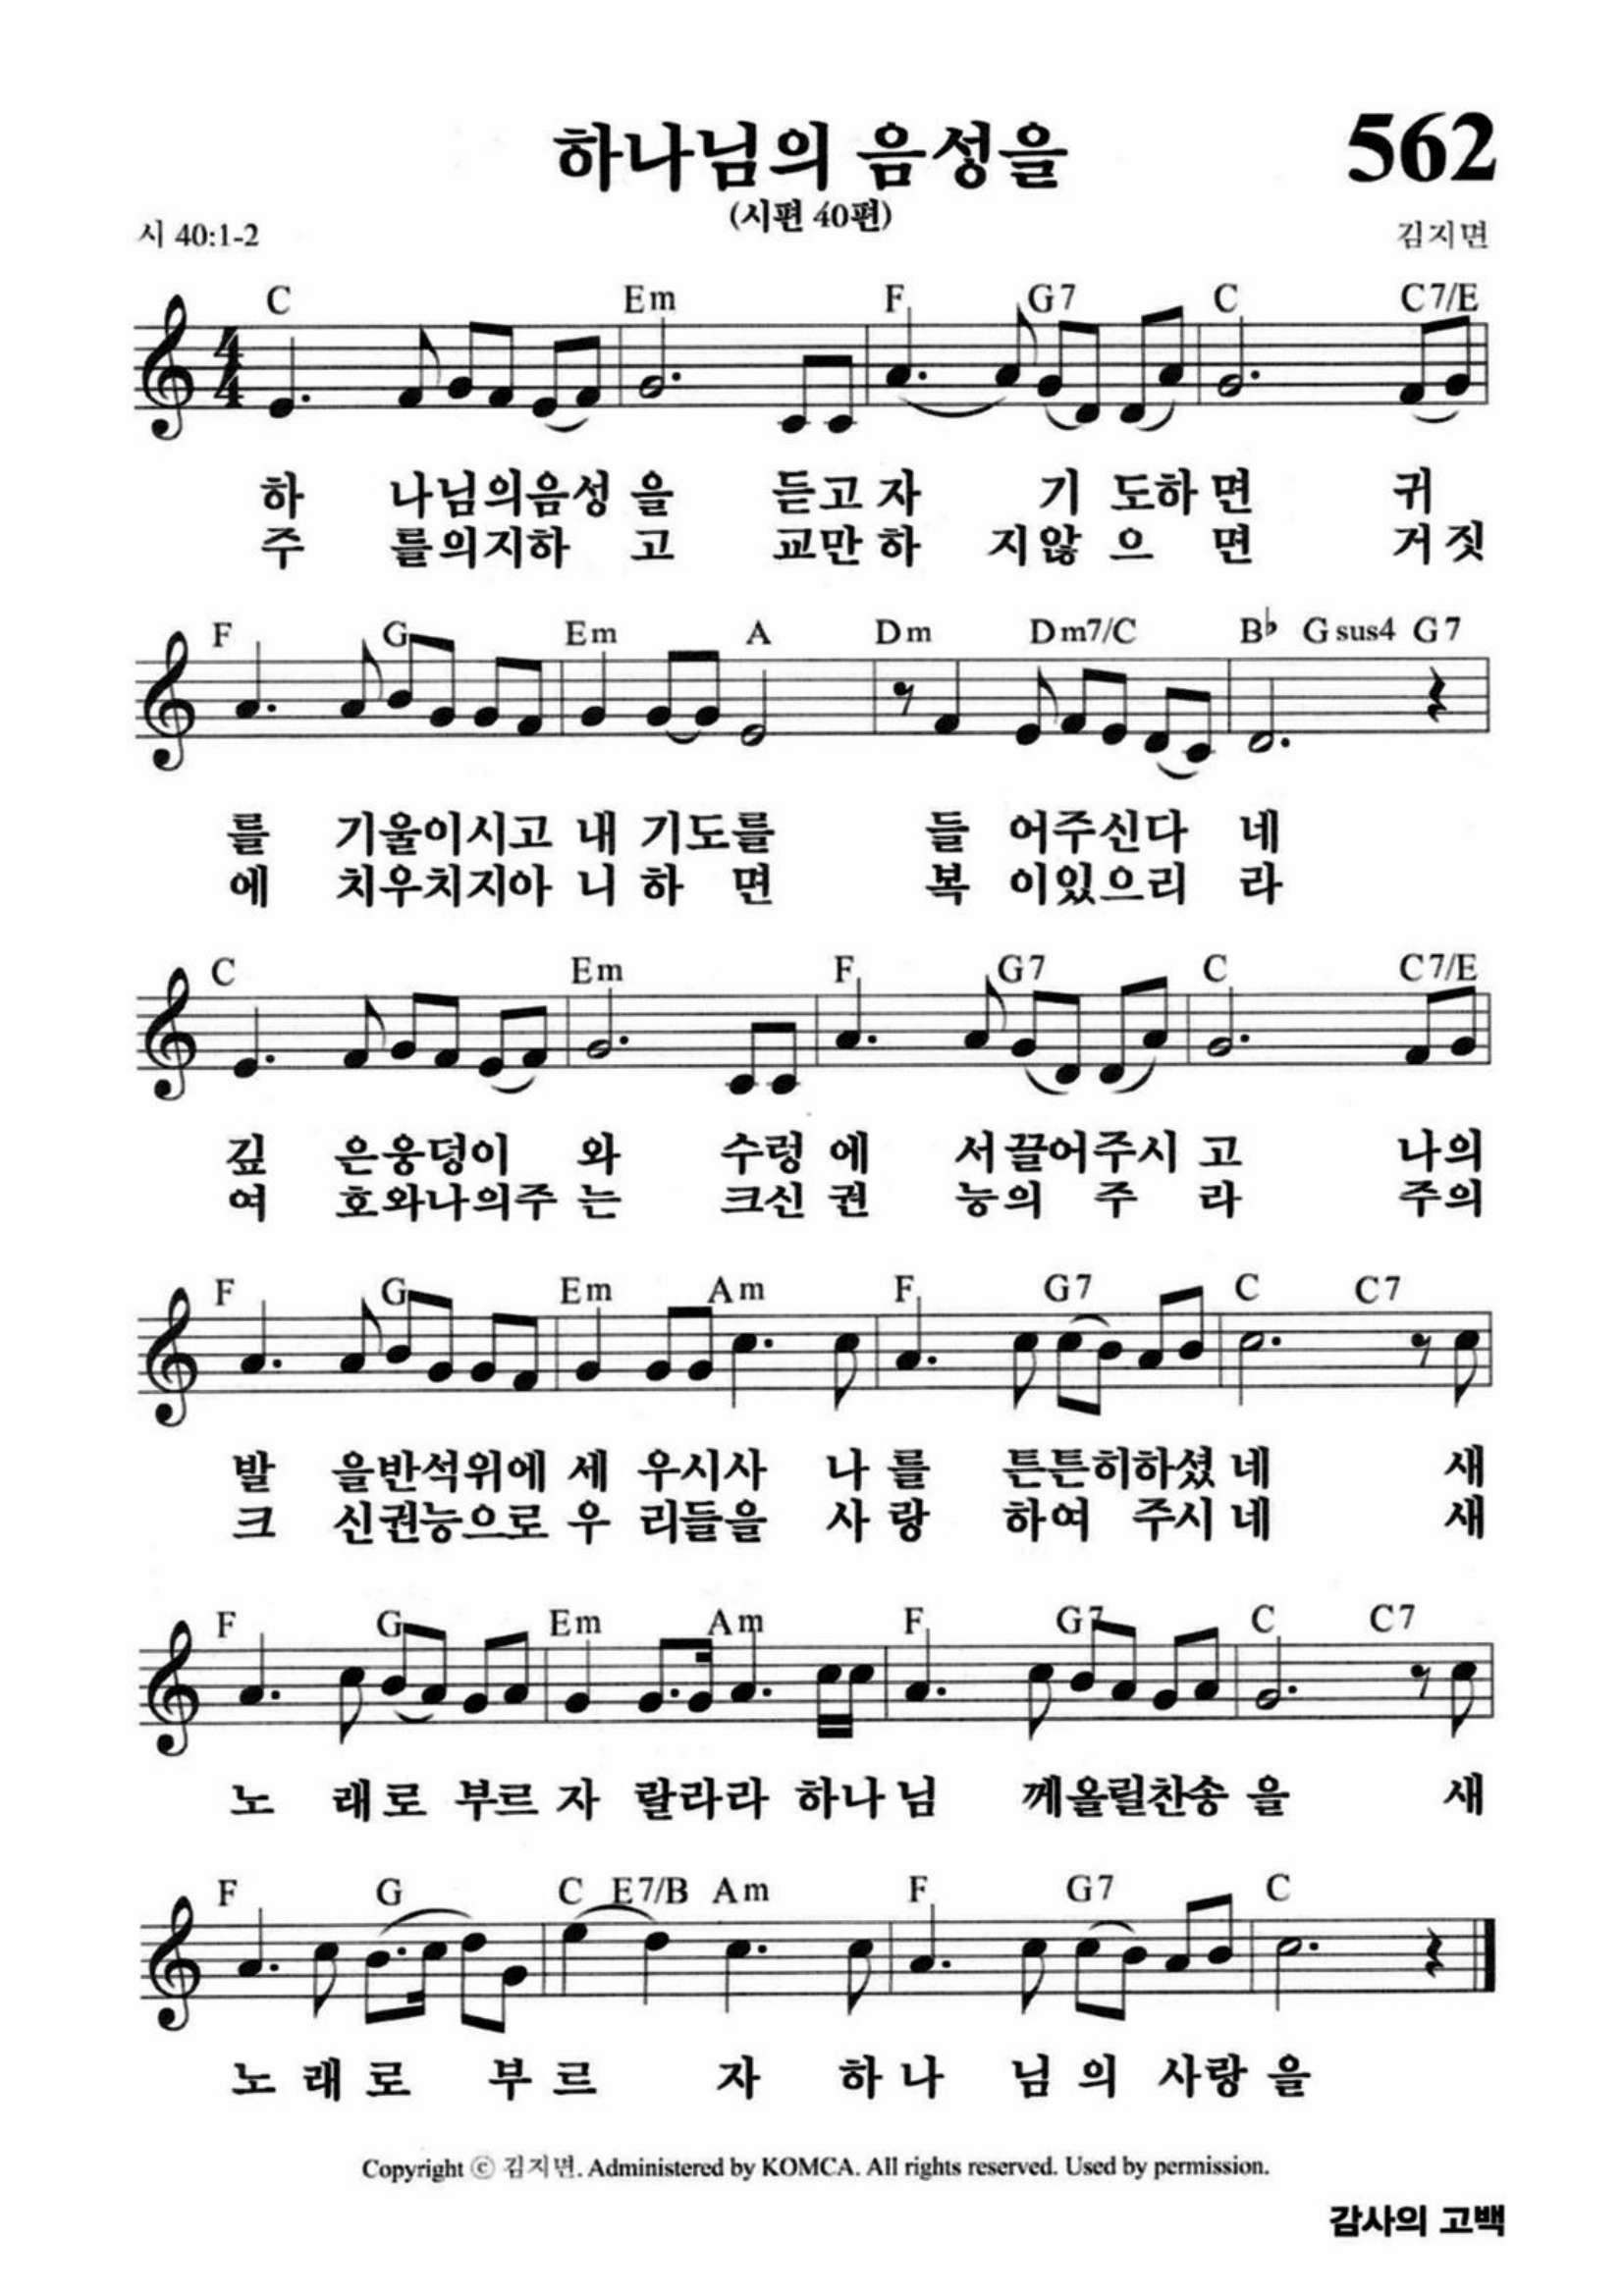 하나님의 음성을
562
(시편 40편)
시 40:1-2
김지면
C Em F G7 C C7/E
하 나님의음성 을 듣고 자 기 도하 면 귀
주 를의지하 고 교만 하 지않 으 면 거짓
F G Em A Dm Dm7/C B♭ Gsus4 G7
를 기울이시고 내 기도를 들 어주신다 네
에 치우치지아 니 하 면 복 이있으리 라
C Em F G7 C C7/E
깊 은웅덩이 와 수렁 에 서끌어주시 고 나의
여 호와나의주 는 크신 권 능의 주 라 주의
F G Em Am F G7 C C7
발 을반석위에 세 우시사 나 를 튼튼히하셨 네 새
크 신권능으로 우 리들을 사 랑 하여 주시 네 새
F G Em Am F G7 C C7
노 래로 부르 자 랄라라 하나 님 께올릴찬송 을 새
F G C E7/B Am F G7 C
노 래 로 부 르 자 하 나 님 의 사랑 을
Copyright ⓒ 김지면. Administered by KOMCA. All rights reserved. Used by permission.
감사의 고백